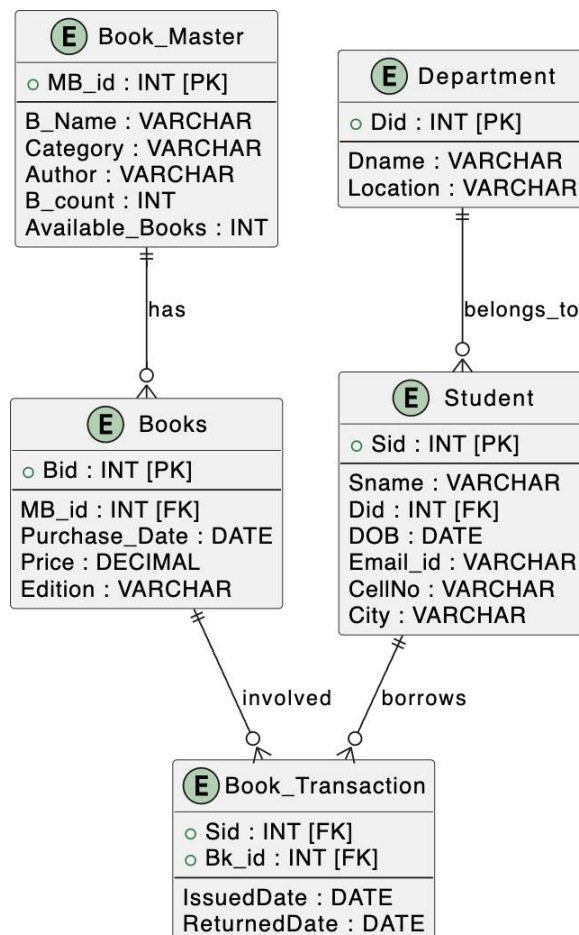 E Book_Master
MB_id : INT [PK]
B_Name : VARCHAR
Category : VARCHAR
Author : VARCHAR
B_count : INT
Available_Books : INT
E Department
Did : INT [PK]
Dname : VARCHAR
Location : VARCHAR
has
belongs_to
E Books
Bid : INT [PK]
MB_id : INT [FK]
Purchase_Date : DATE
Price : DECIMAL
Edition : VARCHAR
E Student
Sid : INT [PK]
Sname : VARCHAR
Did : INT [FK]
DOB : DATE
Email_id : VARCHAR
CellNo : VARCHAR
City : VARCHAR
involved
borrows
E Book_Transaction
Sid : INT [FK]
Bk_id : INT [FK]
IssuedDate : DATE
ReturnedDate : DATE